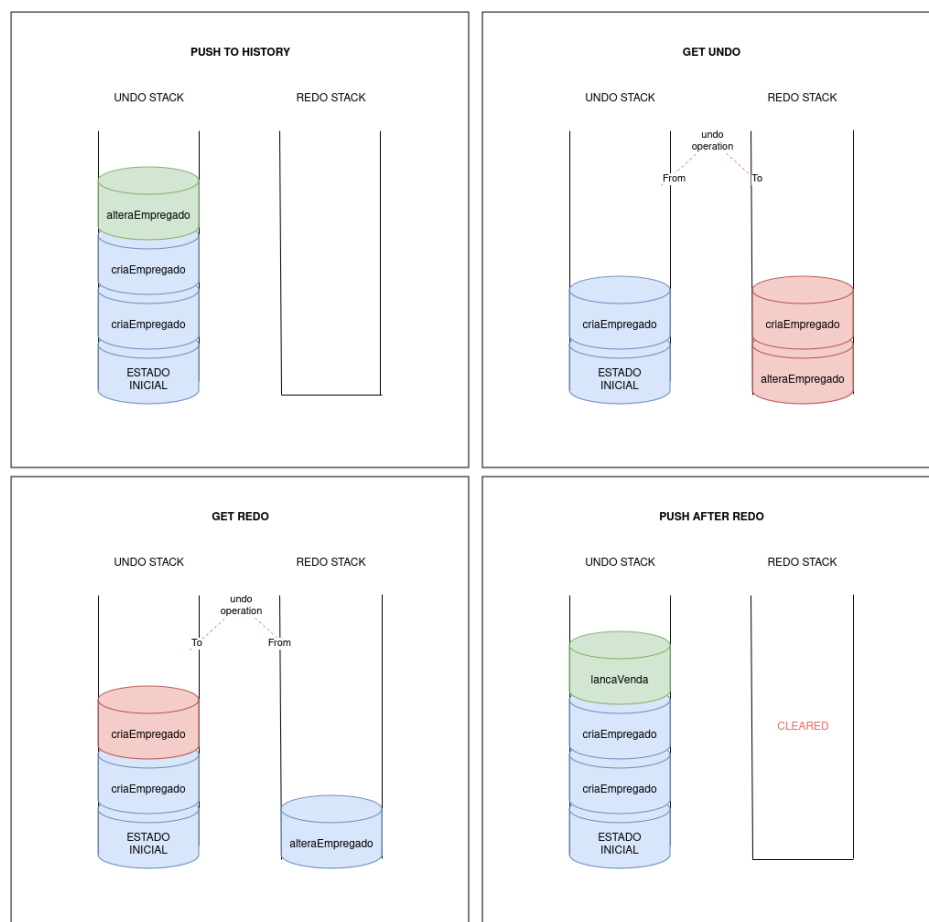 PUSH TO HISTORY
UNDO STACK
REDO STACK
alteraEmpregado
criaEmpregado
criaEmpregado
ESTADO
INICIAL
GET UNDO
UNDO STACK
REDO STACK
undo
operation
From
To
criaEmpregado
ESTADO
INICIAL
criaEmpregado
alteraEmpregado
GET REDO
UNDO STACK
REDO STACK
undo
operation
To
From
criaEmpregado
criaEmpregado
ESTADO
INICIAL
alteraEmpregado
PUSH AFTER REDO
UNDO STACK
REDO STACK
lancaVenda
criaEmpregado
criaEmpregado
ESTADO
INICIAL
CLEARED